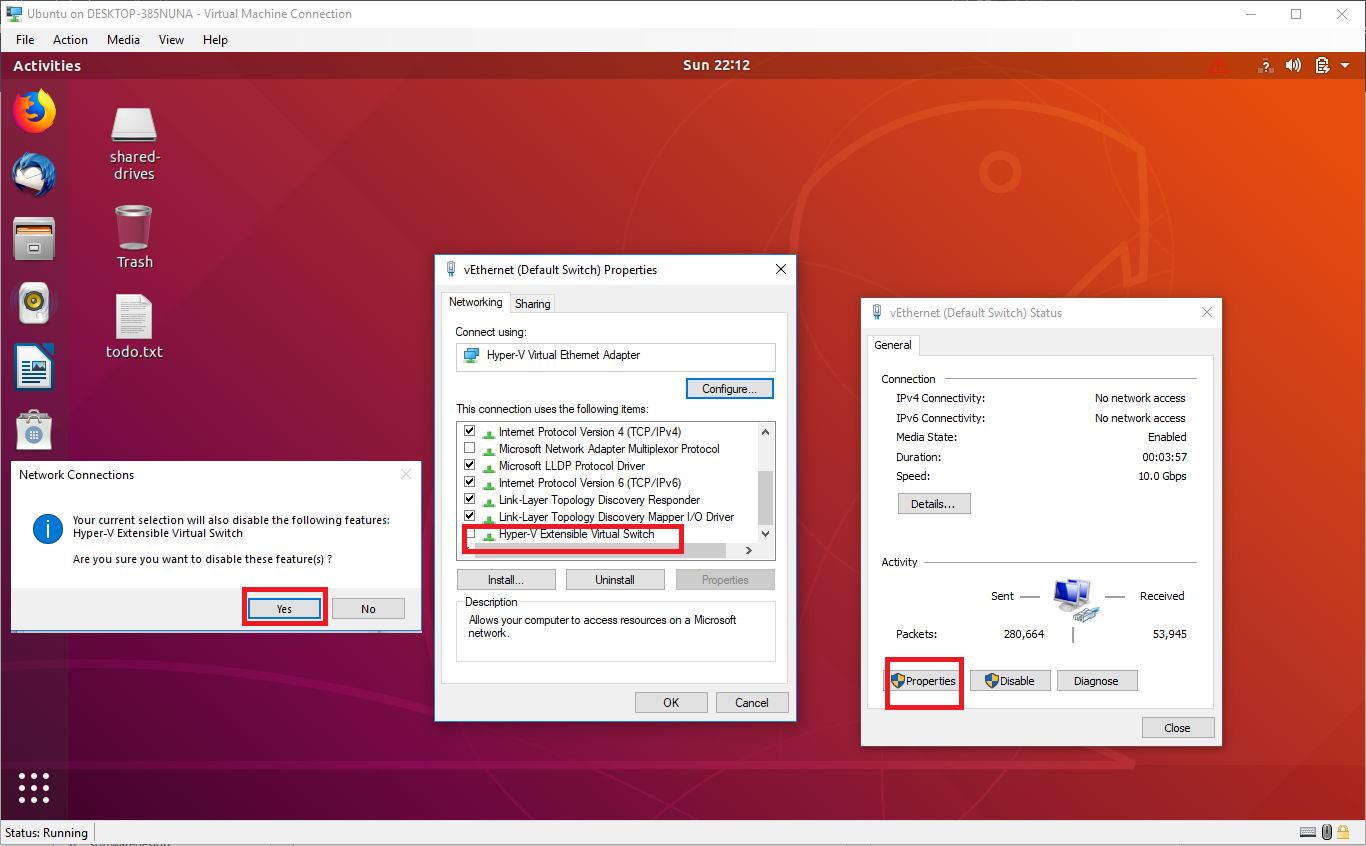 Ubuntu on DESKTOP-385NUNA - Virtual Machine Connection
File Action Media View Help
Activities
Sun 22:12
shared-
drives
Trash
todo.txt
Network Connections
Your current selection will also disable the following features:
Hyper-V Extensible Virtual Switch
Are you sure you want to disable these feature(s) ?
Yes No
vEthernet (Default Switch) Properties
Networking Sharing
Connect using:
Hyper-V Virtual Ethernet Adapter
Configure...
This connection uses the following items:
Internet Protocol Version 4 (TCP/IPv4)
Microsoft Network Adapter Multiplexor Protocol
Microsoft LLDP Protocol Driver
Internet Protocol Version 6 (TCP/IPv6)
Link-Layer Topology Discovery Responder
Link-Layer Topology Discovery Mapper I/O Driver
Hyper-V Extensible Virtual Switch
Install... Uninstall Properties
Description
Allows your computer to access resources on a Microsoft
network.
OK Cancel
vEthernet (Default Switch) Status
General
Connection
IPv4 Connectivity: No network access
IPv6 Connectivity: No network access
Media State: Enabled
Duration: 00:03:57
Speed: 10.0 Gbps
Details...
Activity
Sent Received
Packets: 280,664 53,945
Properties Disable Diagnose
Close
Status: Running